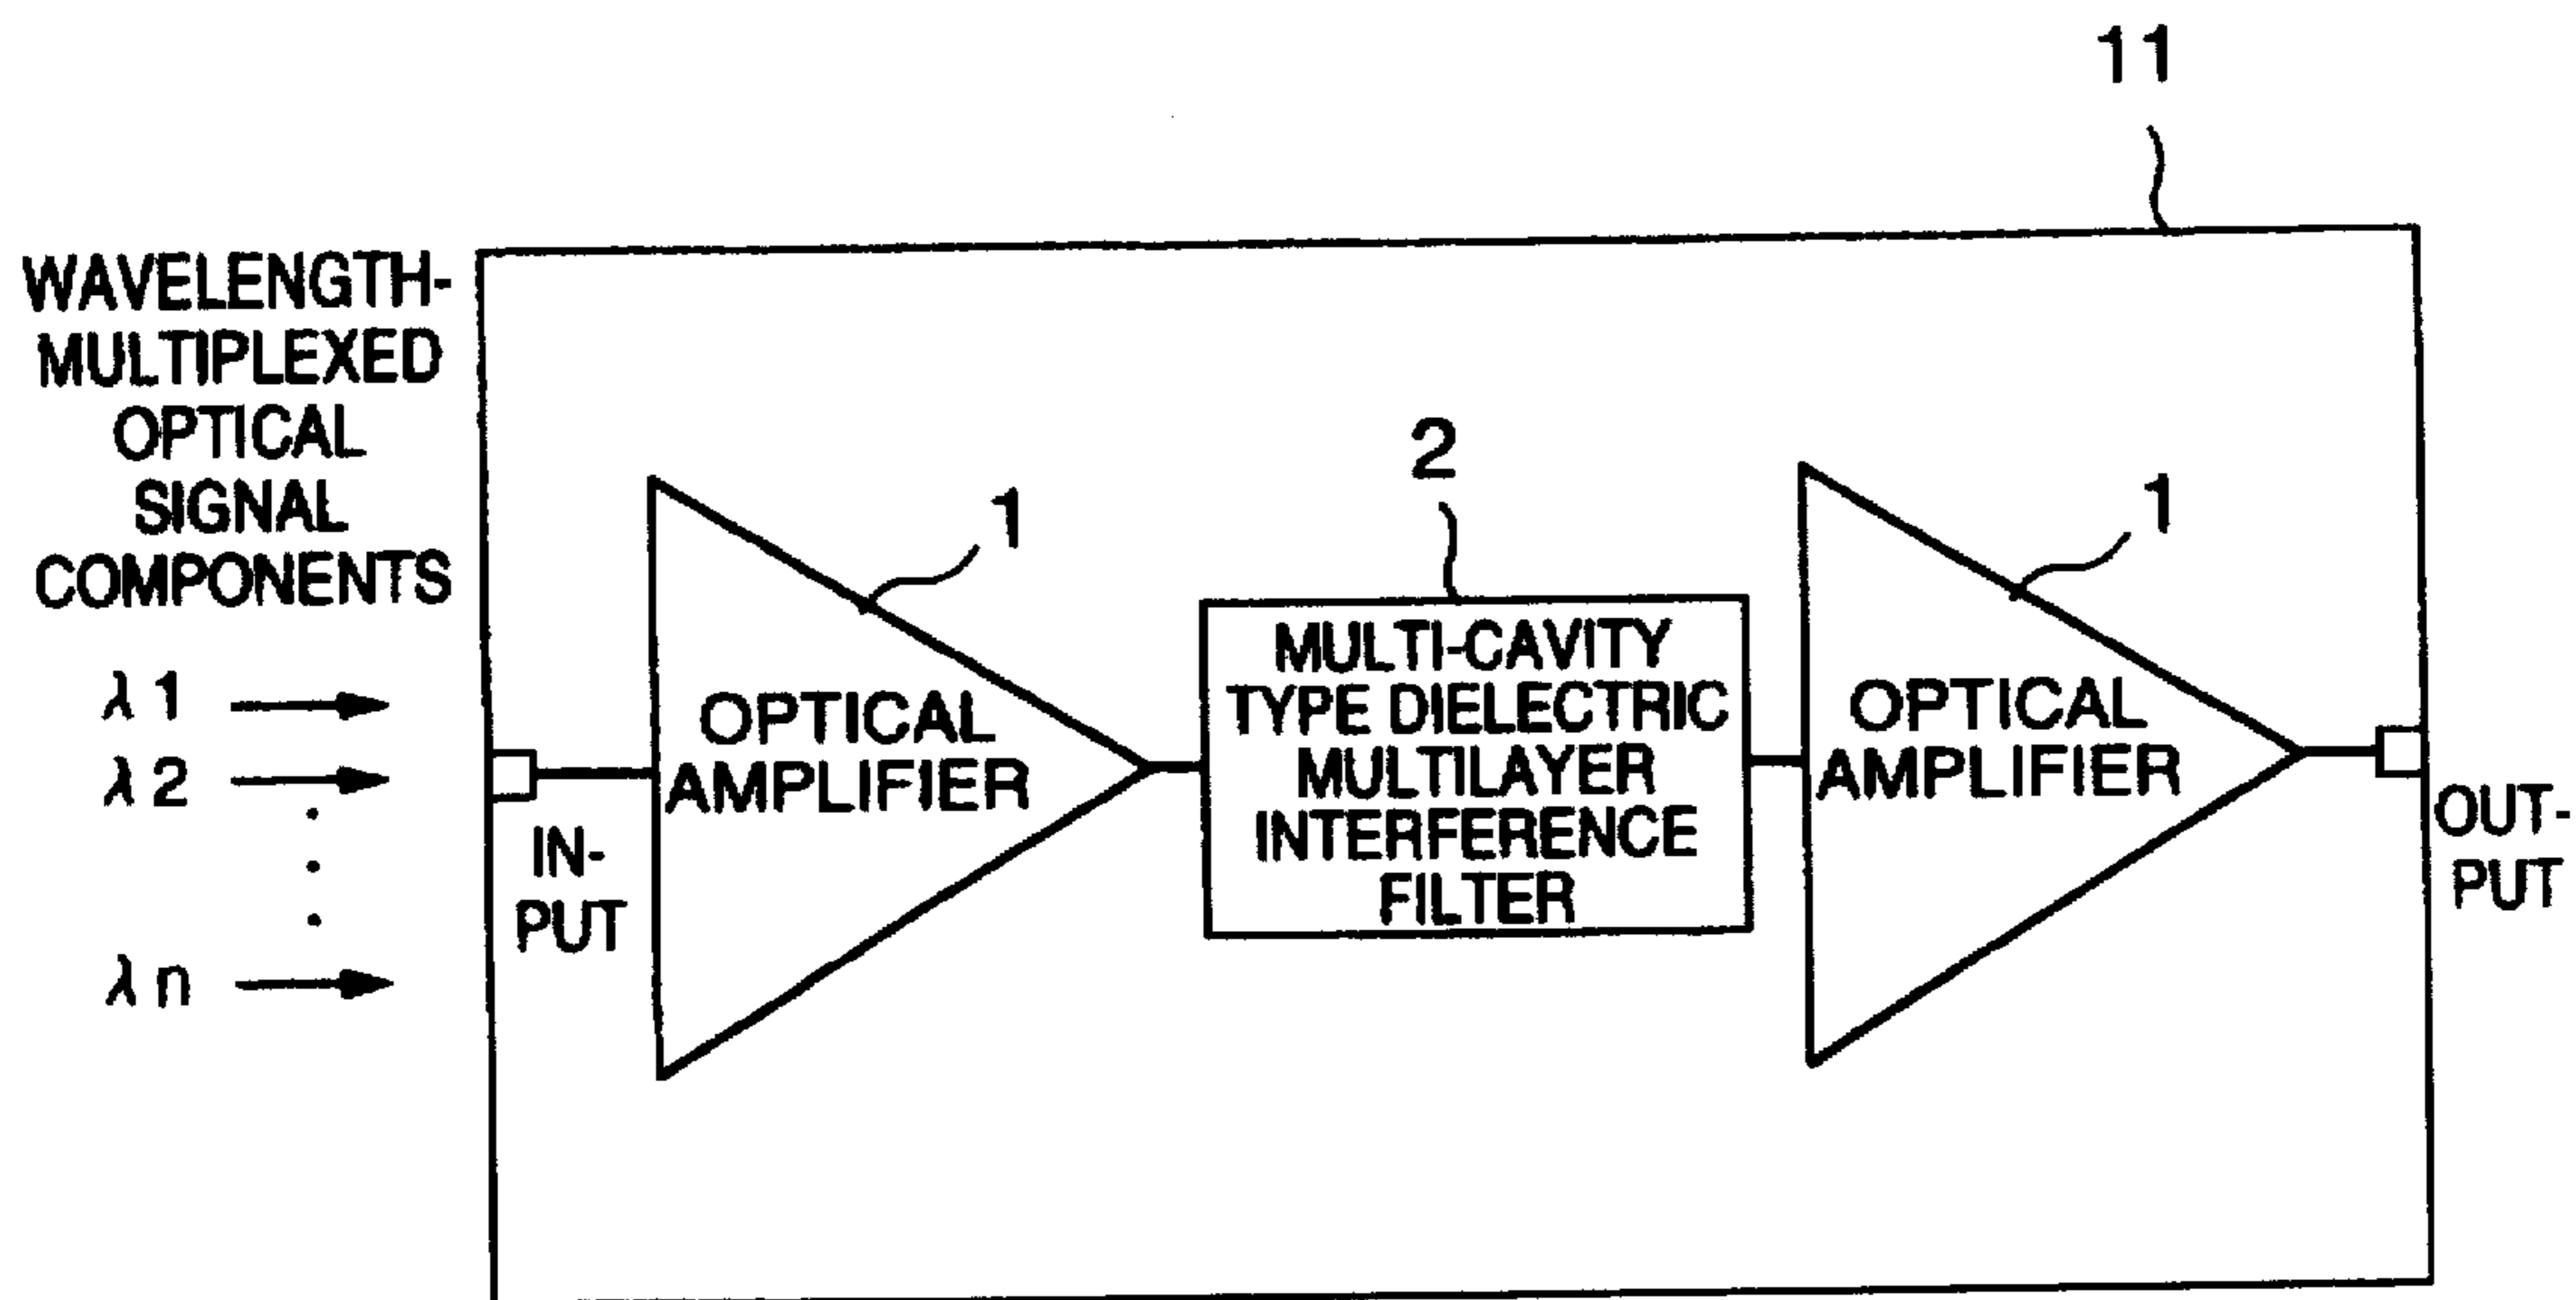 11
WAVELENGTH-
MULTIPLEXED
OPTICAL
SIGNAL
COMPONENTS
λ1
λ2
λn
IN-
PUT
1
OPTICAL
AMPLIFIER
2
MULTI-CAVITY
TYPE DIELECTRIC
MULTILAYER
INTERFERENCE
FILTER
1
OPTICAL
AMPLIFIER
OUT-
PUT